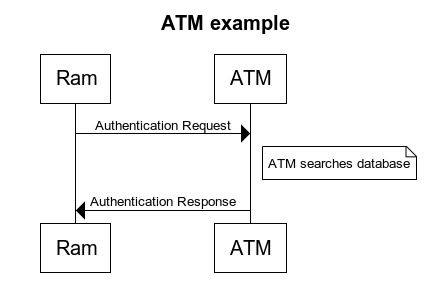 ATM example
Ram ATM
Authentication Request
ATM searches database
Authentication Response
Ram ATM